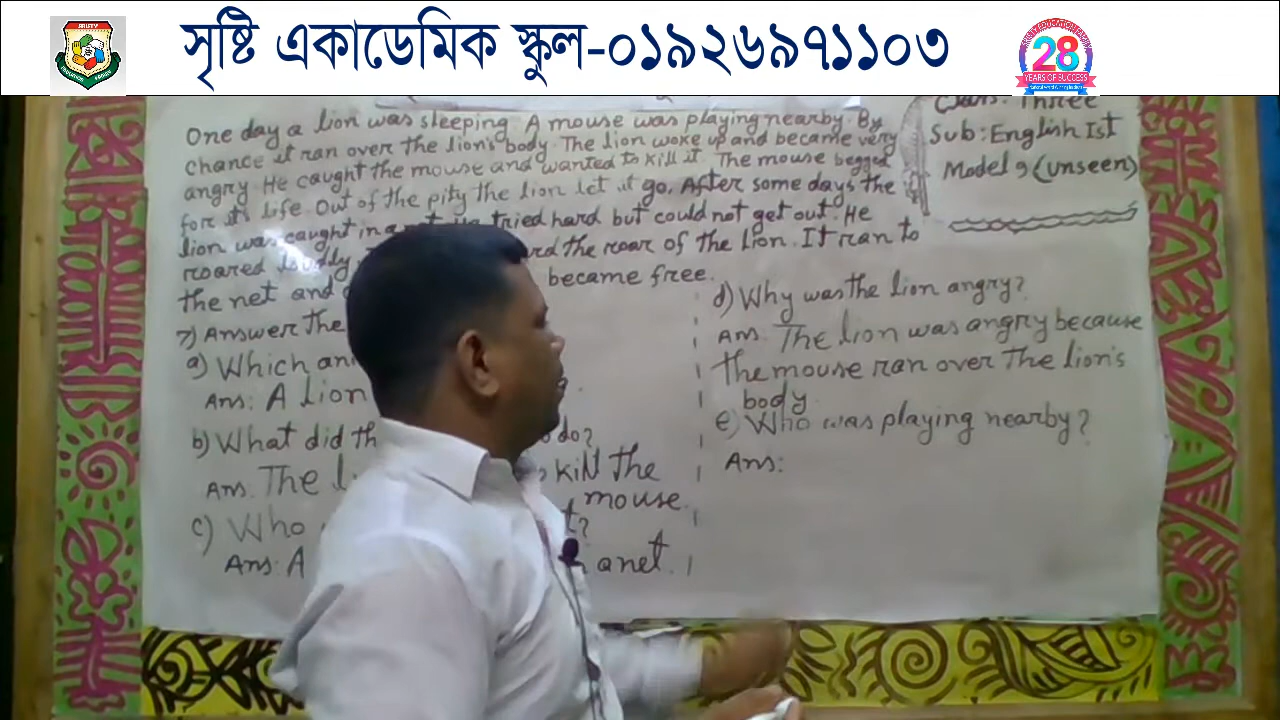 সৃষ্টি একাডেমিক স্কুল-০১৯২৬৯৭১১০৩
28
YEARS OF SUCCESS
One day a lion was sleeping. A mouse was playing nearby. By
chance it ran over the lion's body. The lion woke up and became very
angry. He caught the mouse and wanted to kill it. The mouse begged
for it's life. Out of the pity the lion let it go. After some days the
lion was caught in a tried hard but could not get out. He
roared loudly. the roar of the lion. It ran to
the net and became free.
Class: Three
Sub: English Ist
Model 9 (unseen)
7) Answer the
a) Which
Ans: A lion
b) What did th do?
Ans. The kill the
mouse.
c) Who
Ans: A a net.
d) Why was the lion angry?
Ans. The lion was angry because
the mouse ran over the lion's
body.
e) Who was playing nearby?
Ans: